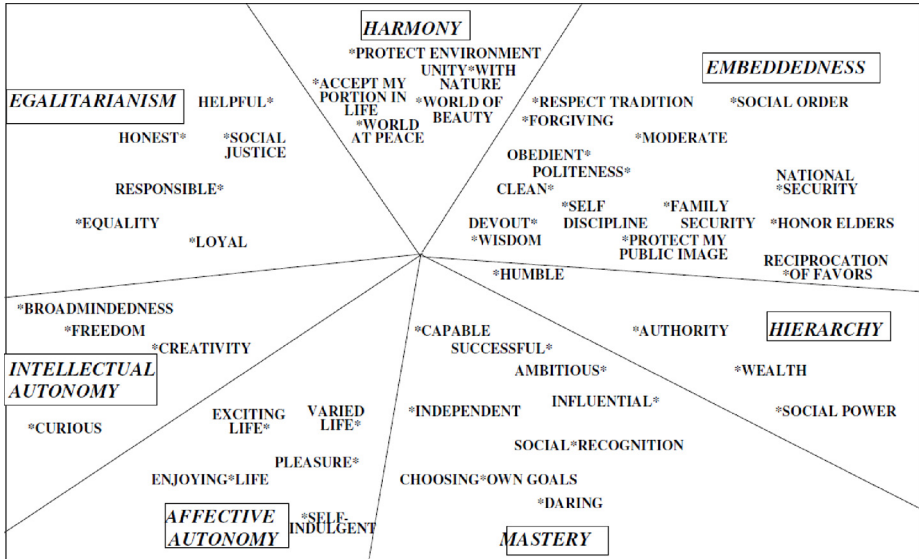 HARMONY
*PROTECT ENVIRONMENT
UNITY*WITH
NATURE
*ACCEPT MY
PORTION IN
LIFE
*WORLD OF
BEAUTY
*WORLD
AT PEACE
EGALITARIANISM
HELPFUL*
HONEST*
*SOCIAL
JUSTICE
RESPONSIBLE*
*EQUALITY
*LOYAL
EMBEDDEDNESS
*RESPECT TRADITION
*SOCIAL ORDER
*FORGIVING
*MODERATE
OBEDIENT*
POLITENESS*
CLEAN*
NATIONAL
*SECURITY
*SELF
DISCIPLINE
*FAMILY
SECURITY
DEVOUT*
*HONOR ELDERS
*WISDOM
*PROTECT MY
PUBLIC IMAGE
RECIPROCATION
*OF FAVORS
*HUMBLE
*BROADMINDEDNESS
*FREEDOM
*CREATIVITY
INTELLECTUAL
AUTONOMY
*CURIOUS
EXCITING
LIFE*
VARIED
LIFE*
PLEASURE*
ENJOYING*LIFE
AFFECTIVE
AUTONOMY
*SELF-
INDULGENT
*CAPABLE
SUCCESSFUL*
AMBITIOUS*
*INDEPENDENT
INFLUENTIAL*
SOCIAL*RECOGNITION
CHOOSING*OWN GOALS
*DARING
MASTERY
*AUTHORITY
HIERARCHY
*WEALTH
*SOCIAL POWER